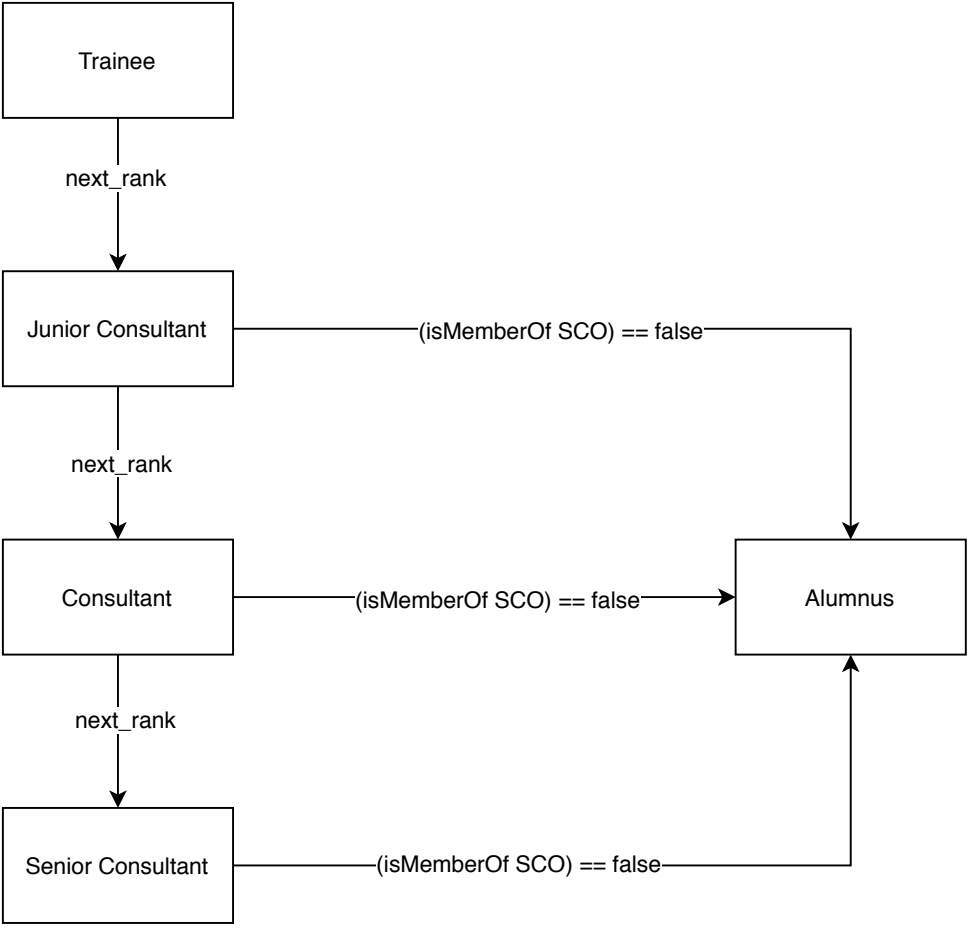 Trainee
next_rank
Junior Consultant
(isMemberOf SCO) == false
next_rank
Consultant
(isMemberOf SCO) == false
Alumnus
next_rank
Senior Consultant
(isMemberOf SCO) == false